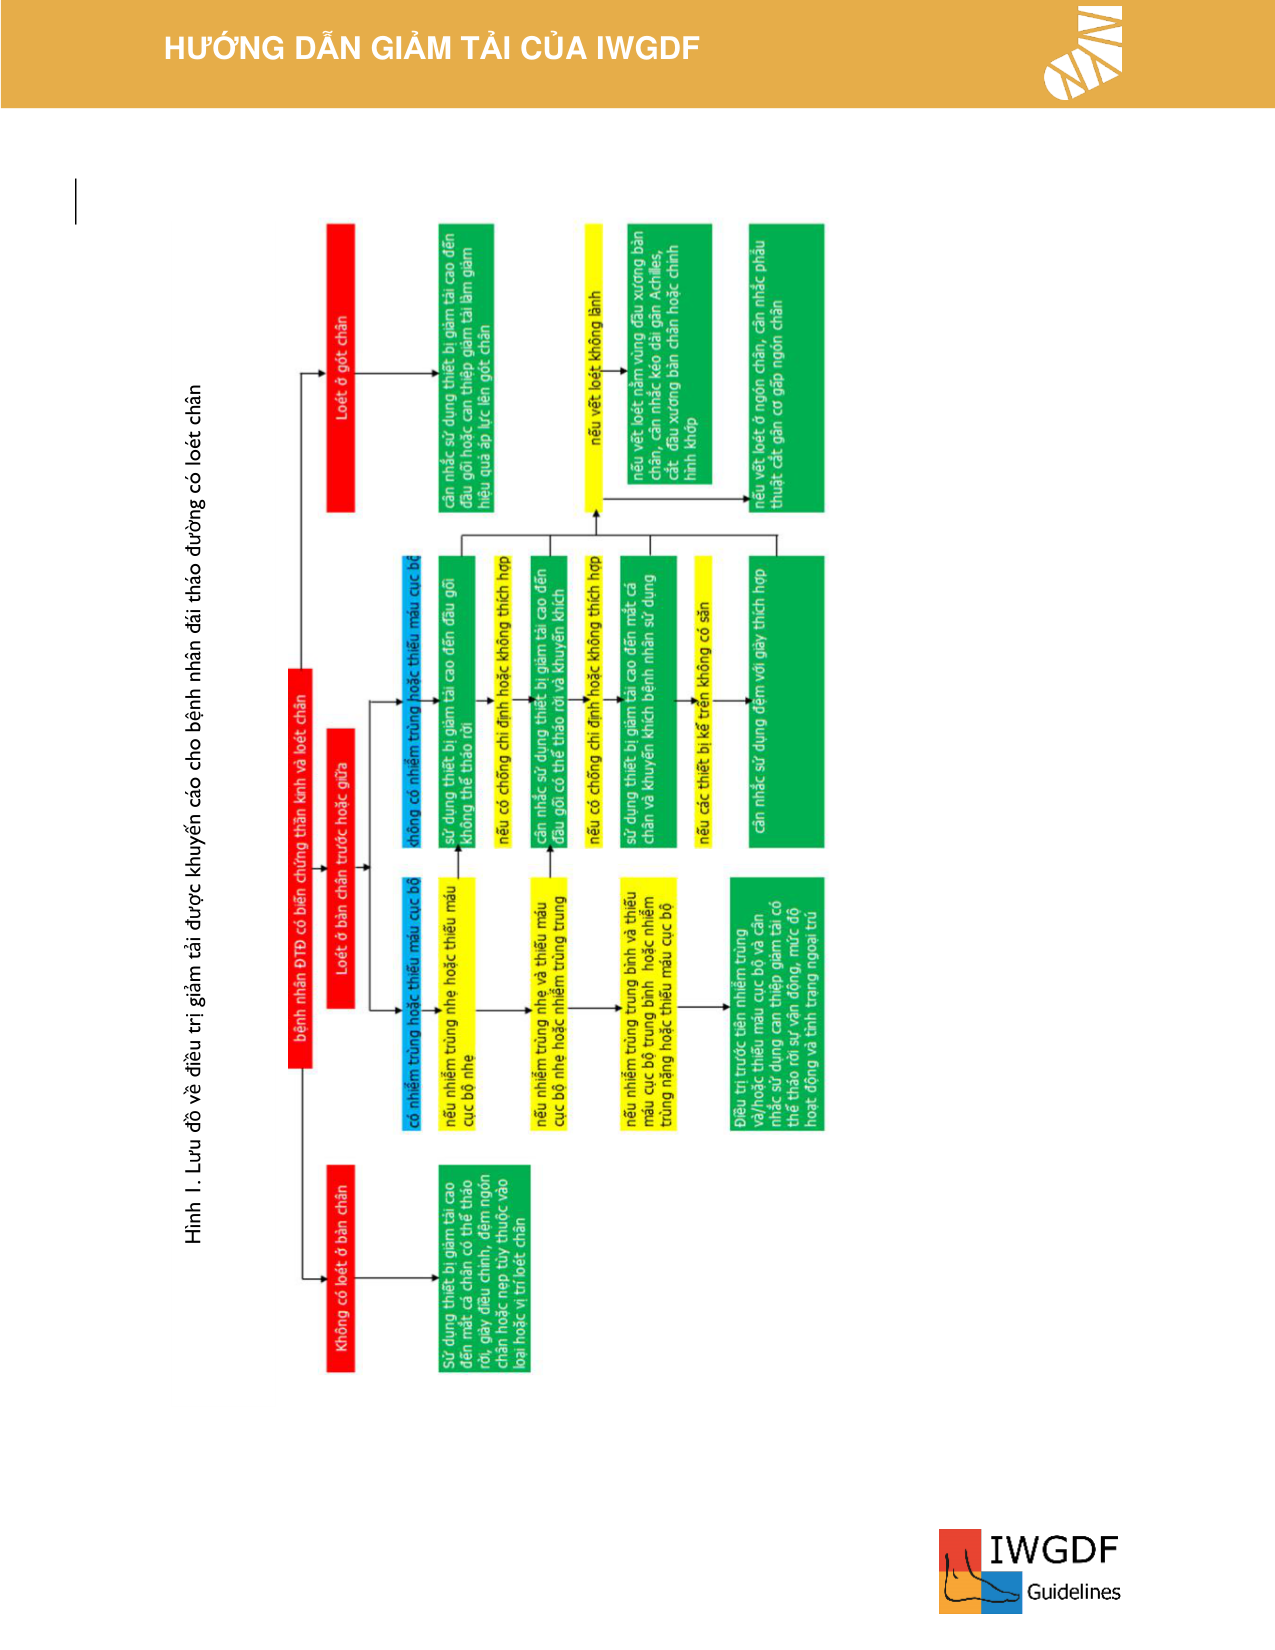 HƯỚNG DẪN GIẢM TẢI CỦA IWGDF
Hình 1. Lưu đồ về điều trị giảm tải được khuyến cáo cho bệnh nhân đái tháo đường có loét chân
bệnh nhân ĐTĐ có biến chứng thần knh và loét chân
Không có loét ở bàn chân
Loét ở bàn chân trước hoặc giữa
Loét ở gót chân
có nhiễm trùng hoặc thiếu máu cục bộ
không có nhiễm trùng hoặc thiếu máu cục bộ
Sử dụng thiết bị giảm tải cao
đến mắt cá chân có thể tháo
rời, giày điều chỉnh, đệm ngón
chân hoặc nẹp tùy thuộc vào
loại hoặc vị trí loét chân
nếu nhiễm trùng nhẹ hoặc thiếu máu
cục bộ nhẹ
sử dụng thiết bị giảm tải cao đến đầu gối
không thể tháo rời
cân nhắc sử dụng thiết bị giảm tải cao đến
đầu gối hoặc can thiệp giảm tải làm giảm
hiệu quả áp lực lên gót chân
nếu có chống chỉ định hoặc không thích hợp
nếu nhiễm trùng nhẹ và thiếu máu
cục bộ nhẹ hoặc nhiễm trùng trung
cân nhắc sử dụng thiết bị giảm tải cao đến
đầu gối có thể tháo rời và khuyến khích
nếu có chống chỉ định hoặc không thích hợp
nếu vết loét không lành
nếu nhiễm trùng trung bình và thiếu
máu cục bộ trung bình hoặc nhiễm
trùng nặng hoặc thiếu máu cục bộ
sử dụng thiết bị giảm tải cao đến mắt cá
chân và khuyến khích bệnh nhân sử dụng
nếu vết loét nằm vùng đầu xương bàn
chân, cân nhắc kéo dài gân Achilles,
cắt đầu xương bàn chân hoặc chỉnh
hình khớp
nếu các thiết bị kể trên không có sẵn
Điều trị trước tiên nhiễm trùng
và/hoặc thiếu máu cục bộ và cân
nhắc sử dụng can thiệp giảm tải có
thể tháo rời sự vận động, mức độ
hoạt động và tình trạng ngoại trú
cân nhắc sử dụng đệm với giày thích hợp
nếu vết loét ở ngón chân, cân nhắc phẫu
thuật cắt gân cơ gấp ngón chân
IWGDF
Guidelines